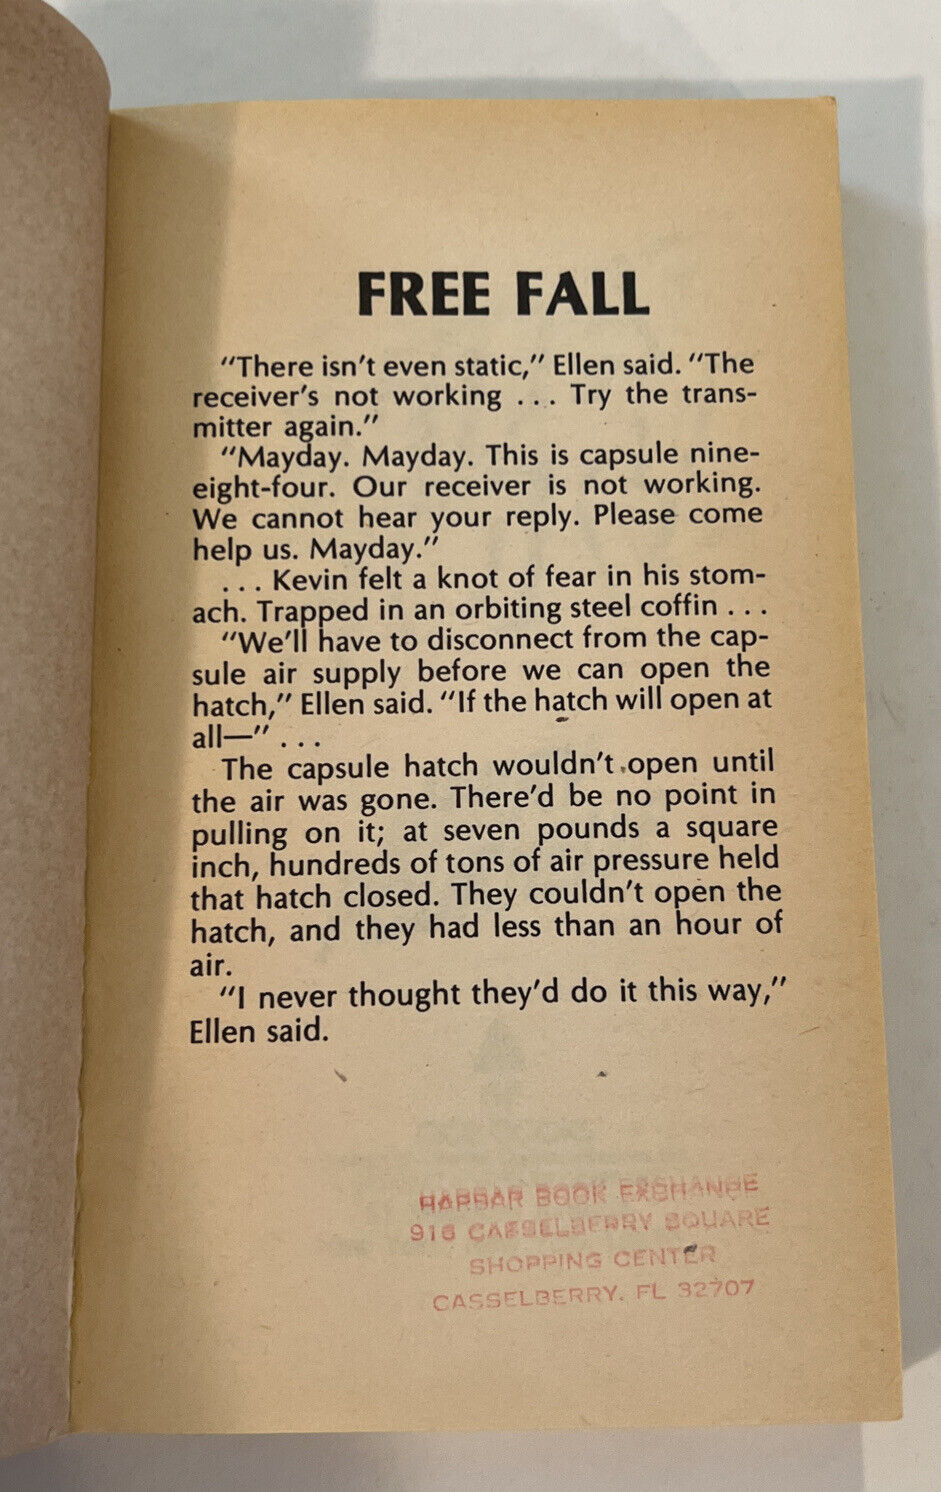 FREE FALL
"There isn't even static," Ellen said. "The
receiver's not working ... Try the trans-
mitter again."
"Mayday. Mayday. This is capsule nine-
eight-four. Our receiver is not working.
We cannot hear your reply. Please come
help us. Mayday."
... Kevin felt a knot of fear in his stom-
ach. Trapped in an orbiting steel coffin ...
"We'll have to disconnect from the cap-
sule air supply before we can open the
hatch," Ellen said. "If the hatch will open at
all—" ...
The capsule hatch wouldn't open until
the air was gone. There'd be no point in
pulling on it; at seven pounds a square
inch, hundreds of tons of air pressure held
that hatch closed. They couldn't open the
hatch, and they had less than an hour of
air.
"I never thought they'd do it this way,"
Ellen said.
HARBAR BOOK EXCHANGE
916 CASSELBERRY SQUARE
SHOPPING CENTER
CASSELBERRY, FL 32707